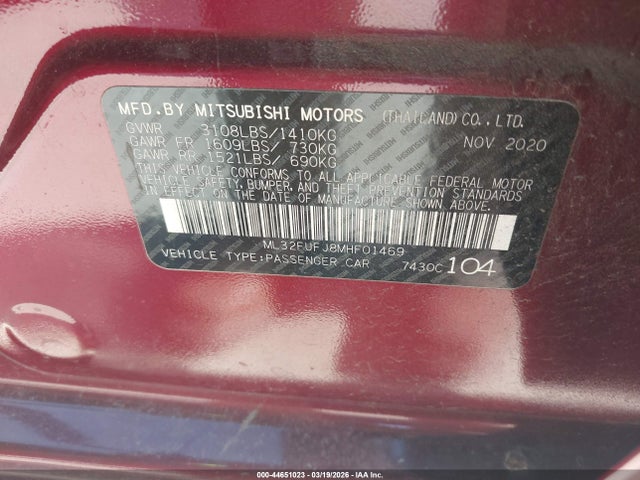 MFD.BY MITSUBISHI MOTORS (THAILAND)CO.,LTD.
GVWR 3108LBS/1410KG NOV 2020
GAWR FR 1609LBS/ 730KG
GAWR RR 1521LBS/ 690KG
THIS VEHICLE CONFORMS TO ALL APPLICABLE FEDERAL MOTOR
VEHICLE SAFETY, BUMPER, AND THEFT PREVENTION STANDARDS
IN EFFECT ON THE DATE OF MANUFACTURE SHOWN ABOVE.
ML32FUFJ8MHF01469
VEHICLE TYPE:PASSENGER CAR 7430C 104
000-44651023 | 03/19/2026 | IAA Inc.